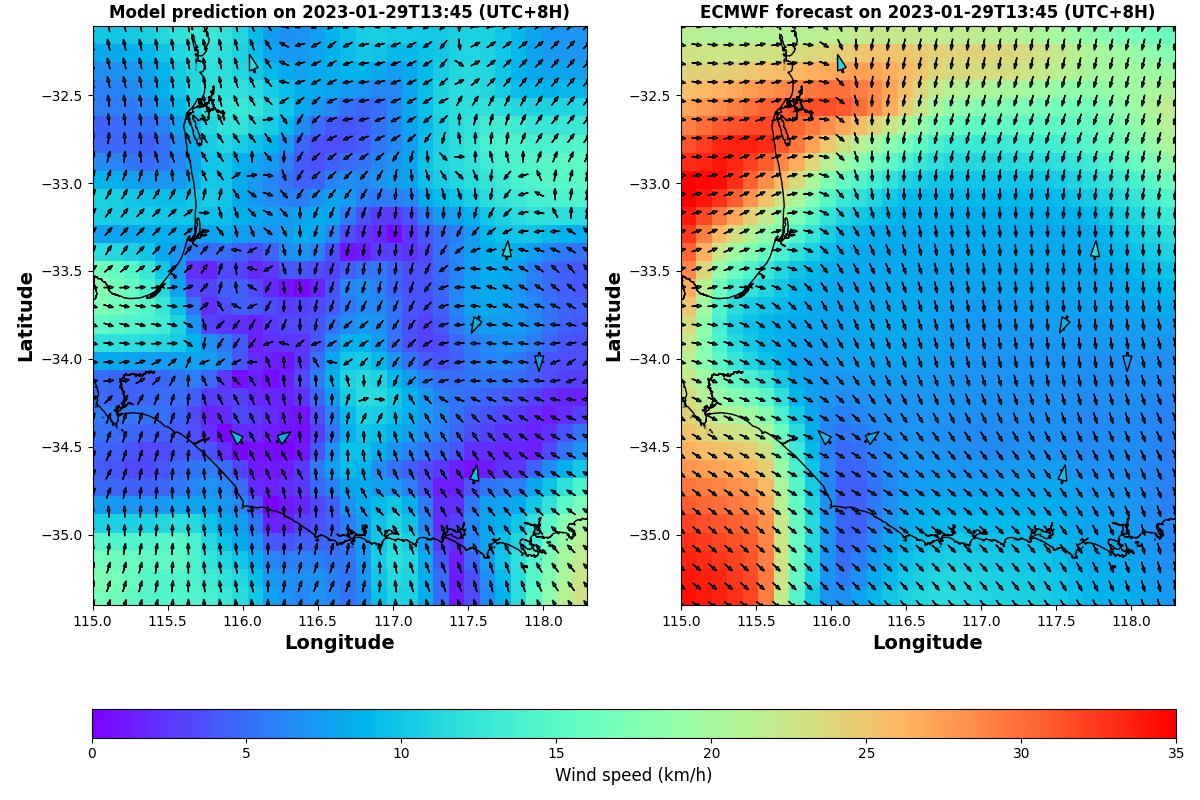 Model prediction on 2023-01-29T13:45 (UTC+8H)
ECMWF forecast on 2023-01-29T13:45 (UTC+8H)
Latitude
−32.5
−33.0
−33.5
−34.0
−34.5
−35.0
115.0 115.5 116.0 116.5 117.0 117.5 118.0
Longitude
Latitude
−32.5
−33.0
−33.5
−34.0
−34.5
−35.0
115.0 115.5 116.0 116.5 117.0 117.5 118.0
Longitude
0 5 10 15 20 25 30 35
Wind speed (km/h)